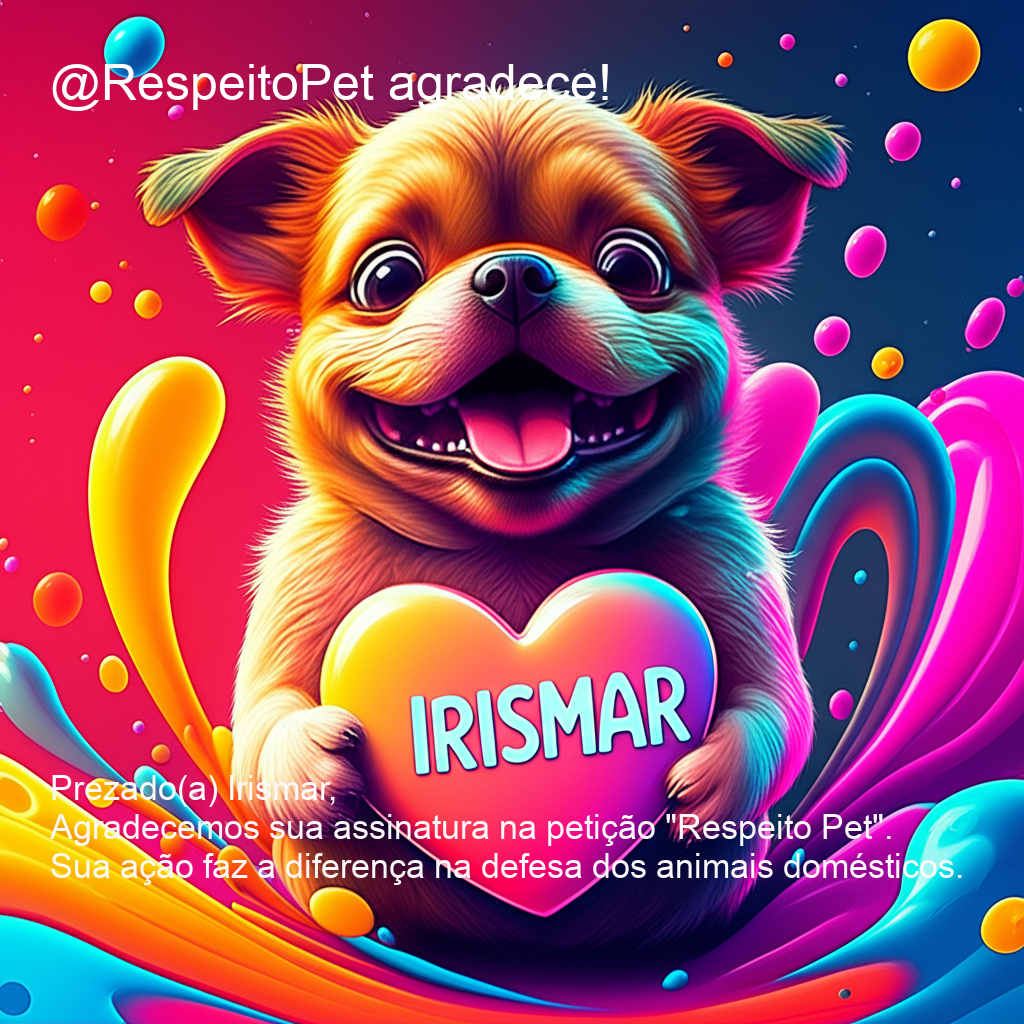 @RespeitoPet agradece!
IRISMAR
Prezado(a) Irismar,
Agradecemos sua assinatura na petição "Respeito Pet".
Sua ação faz a diferença na defesa dos animais domésticos.